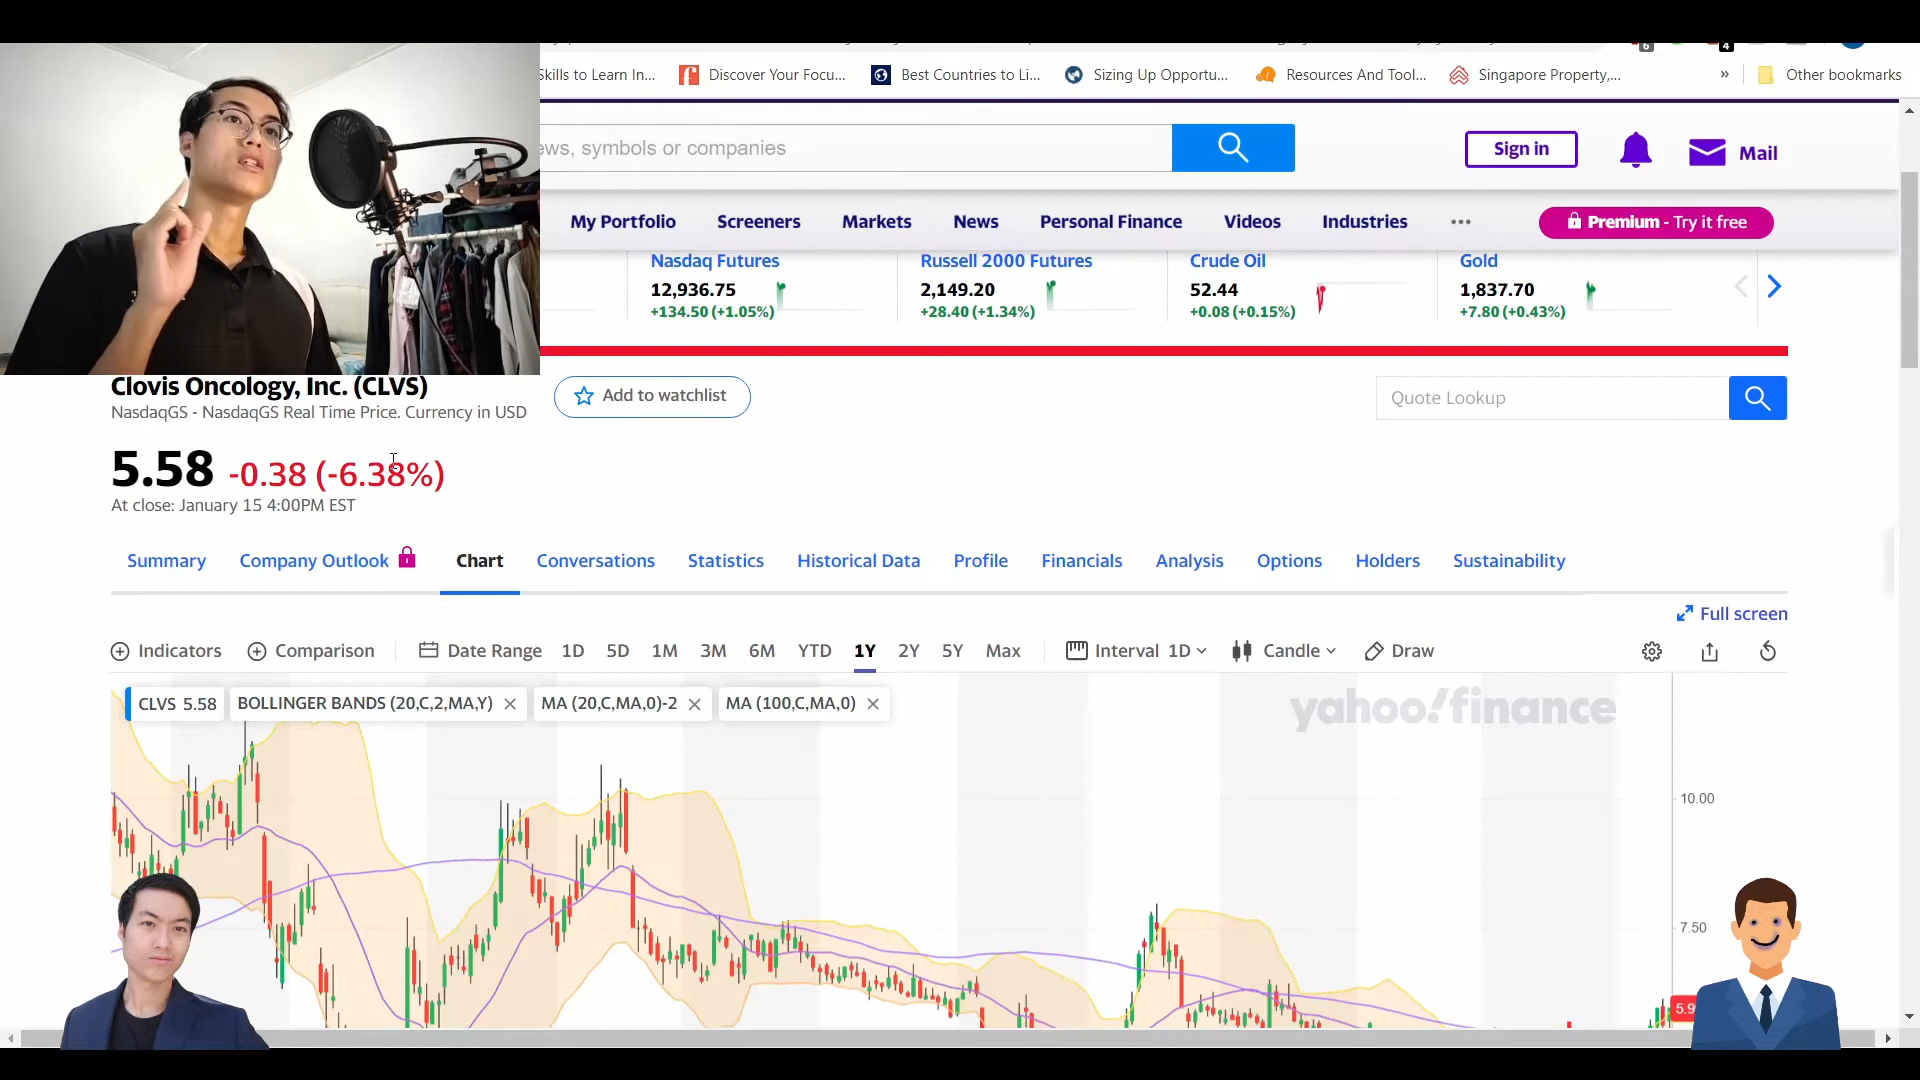 6
4
Skills to Learn In...
Discover Your Focu...
Best Countries to Li...
Sizing Up Opportu...
Resources And Tool...
Singapore Property,...
»
Other bookmarks
ews, symbols or companies
Sign in
Mail
My Portfolio
Screeners
Markets
News
Personal Finance
Videos
Industries
Premium - Try it free
Nasdaq Futures
12,936.75
+134.50 (+1.05%)
Russell 2000 Futures
2,149.20
+28.40 (+1.34%)
Crude Oil
52.44
+0.08 (+0.15%)
Gold
1,837.70
+7.80 (+0.43%)
Clovis Oncology, Inc. (CLVS)
NasdaqGS - NasdaqGS Real Time Price. Currency in USD
Add to watchlist
Quote Lookup
5.58 -0.38 (-6.38%)
At close: January 15 4:00PM EST
Summary
Company Outlook
Chart
Conversations
Statistics
Historical Data
Profile
Financials
Analysis
Options
Holders
Sustainability
Full screen
Indicators
Comparison
Date Range
1D
5D
1M
3M
6M
YTD
1Y
2Y
5Y
Max
Interval 1D
Candle
Draw
CLVS 5.58
BOLLINGER BANDS (20,C,2,MA,Y)
MA (20,C,MA,0)-2
MA (100,C,MA,0)
yahoo!finance
10.00
7.50